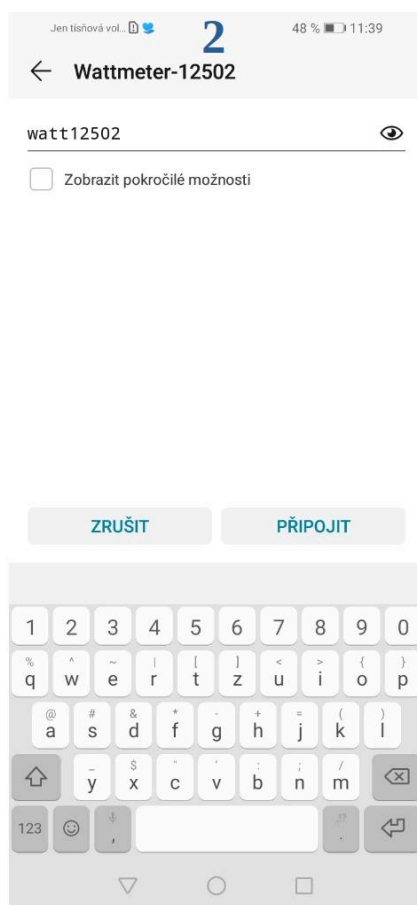 Jen tísňová vol... 2 48 % 11:39
Wattmeter-12502
watt12502
Zobrazit pokročilé možnosti
ZRUŠIT PŘIPOJIT
1 2 3 4 5 6 7 8 9 0
% ^ ~ | [ ] < > { }
q w e r t z u i o p
@ # & * - + = ( )
a s d f g h j k l
_ $ " ' : ; /
y x c v b n m
123 , .